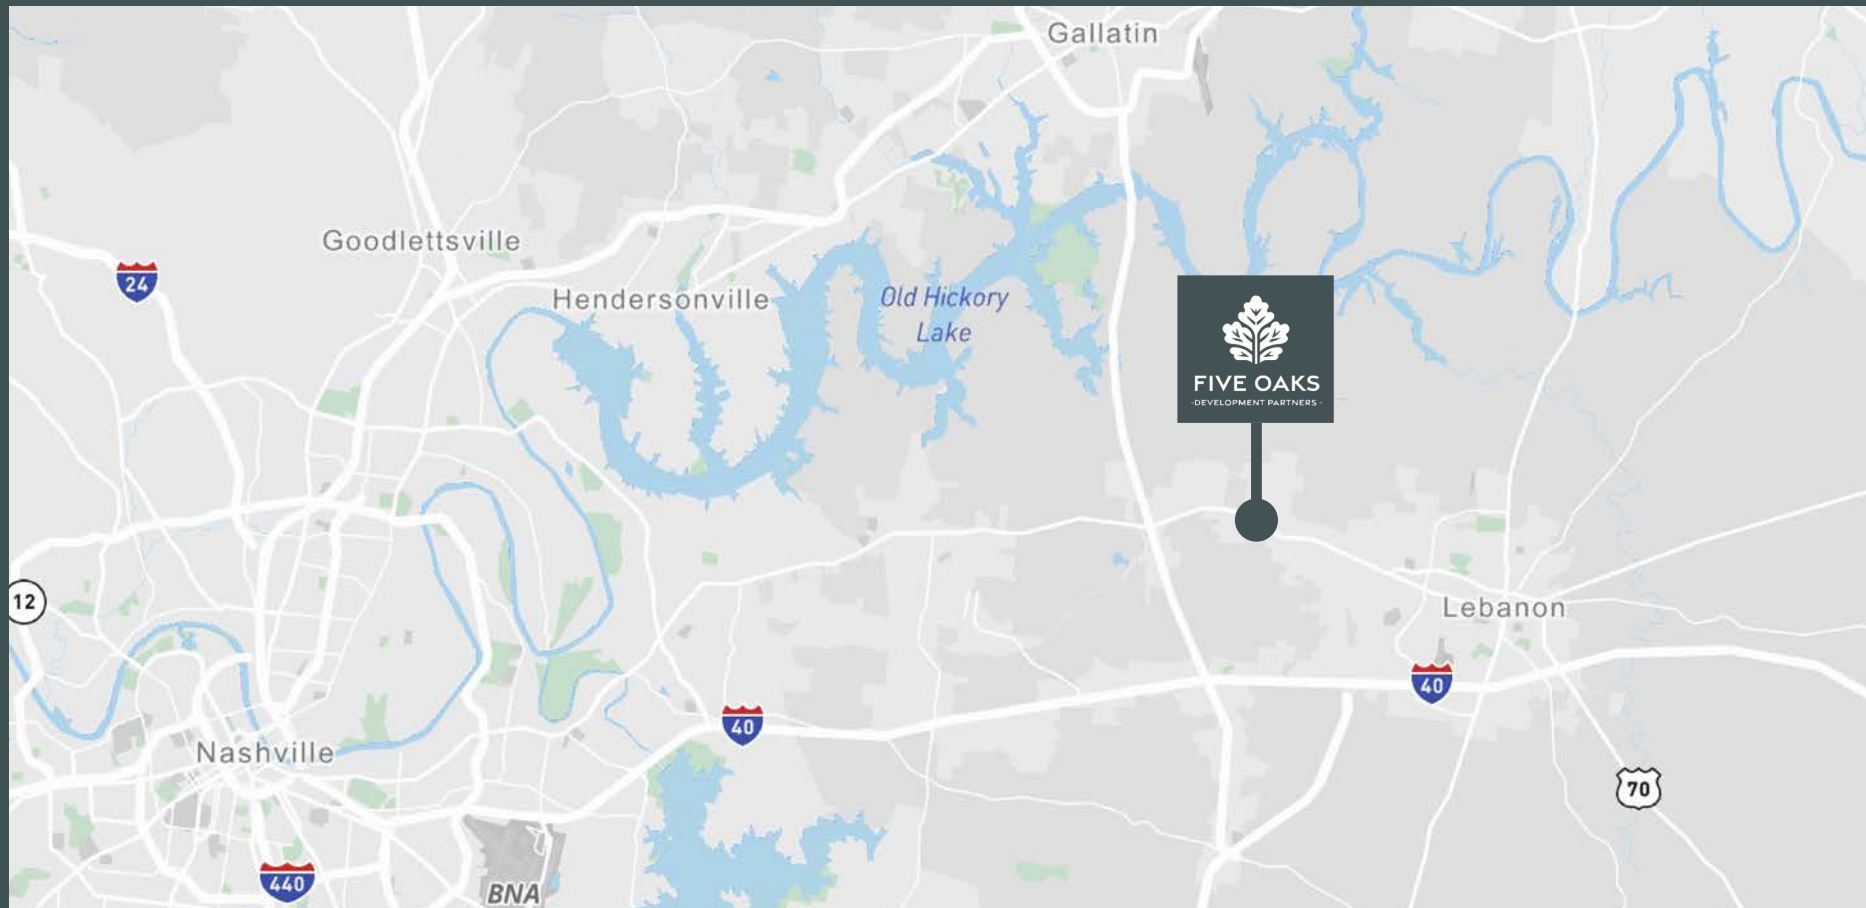 Gallatin
Goodlettsville
24
Hendersonville
Old Hickory
Lake
FIVE OAKS
-DEVELOPMENT PARTNERS-
12
Lebanon
40
40
Nashville
70
440
BNA